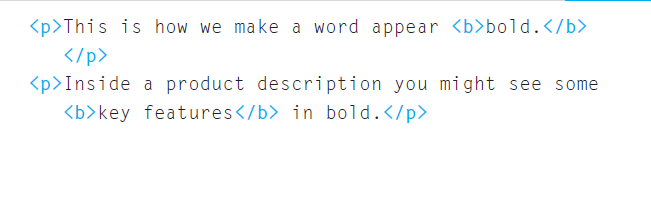 <p>This is how we make a word appear <b>bold.</b>
</p>
<p>Inside a product description you might see some
<b>key features</b> in bold.</p>